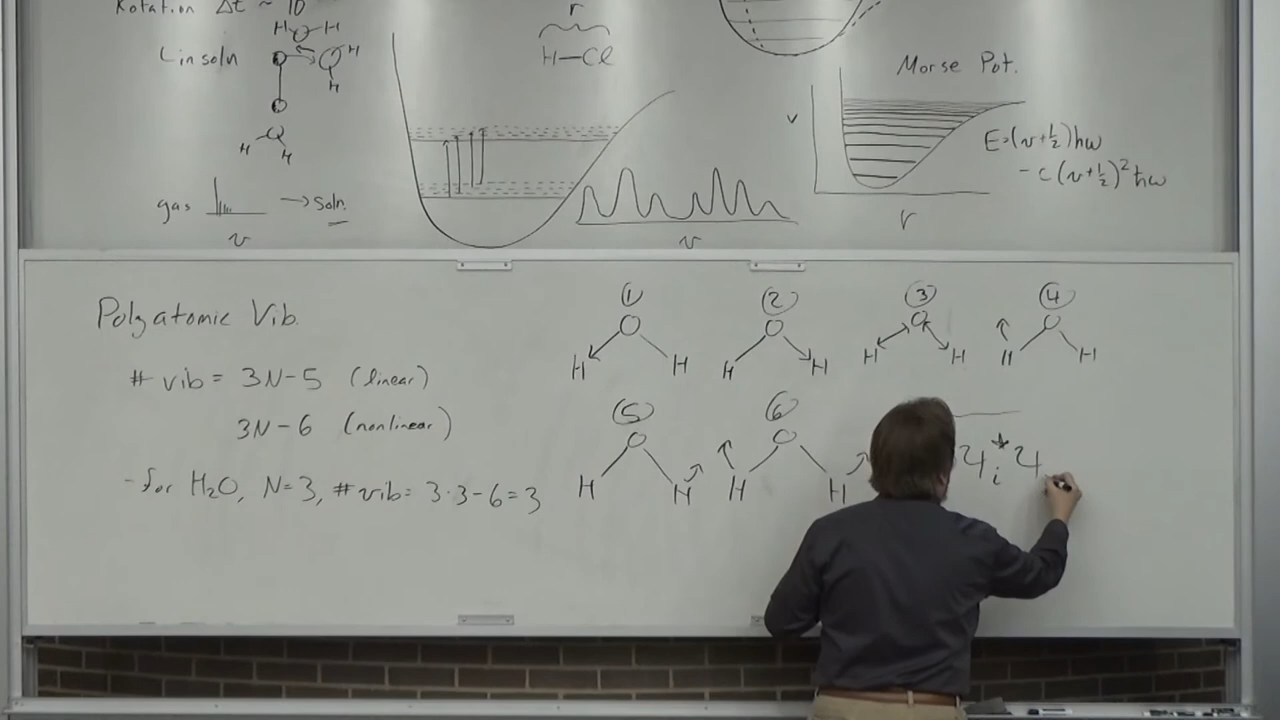 Rotation Δt ~ 10
H O H
I in soln
O H
H
O
H H
gas
→ soln.
ν
r
H—Cl
ν
Morse Pot.
V
r
E=(v+½)ħω
- c(v+½)²ħω
Polyatomic Vib.
# vib = 3N-5 (linear)
3N-6 (nonlinear)
- for H₂O, N=3, # vib = 3·3-6=3
① ② ③ ④
O O O O
H H H H H H H H
⑤ ⑥
O O
H H H H
Ψᵢ* Ψ